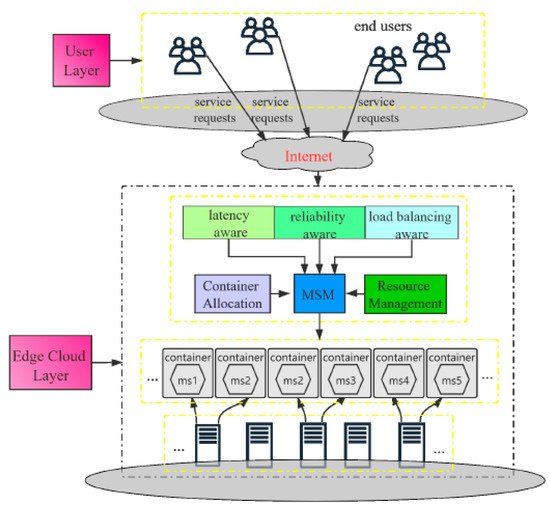 User
Layer
end users
service
requests
service
requests
service
requests
Internet
latency
aware
reliability
aware
load balancing
aware
Container
Allocation
MSM
Resource
Management
Edge Cloud
Layer
...
container
ms1
container
ms2
container
ms2
container
ms3
container
ms4
container
ms5
...
...
...